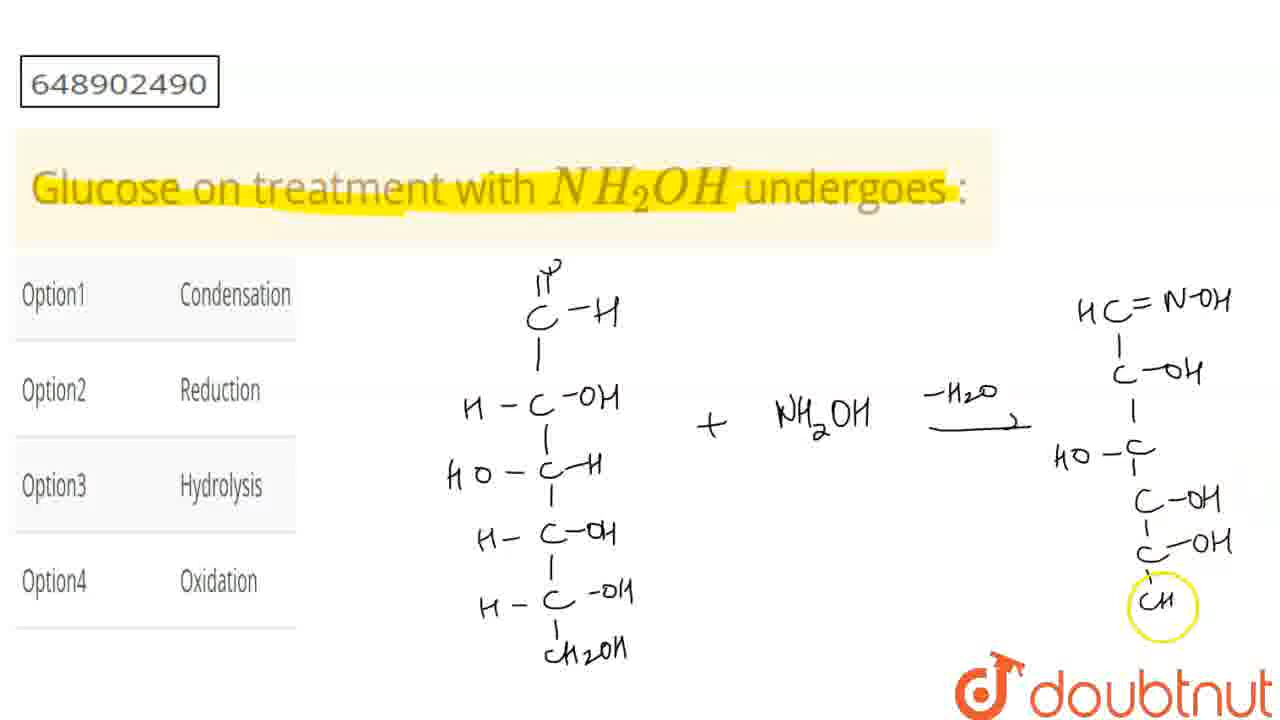 648902490
Glucose on treatment with NH₂OH undergoes :
Option1 Condensation
Option2 Reduction
Option3 Hydrolysis
Option4 Oxidation
O
C - H
H - C - OH
HO - C - H
H - C - OH
H - C - OH
CH₂OH
+ NH₂OH
-H₂O
HC = N-OH
C - OH
HO - C
C - OH
C - OH
CH
doubtnut